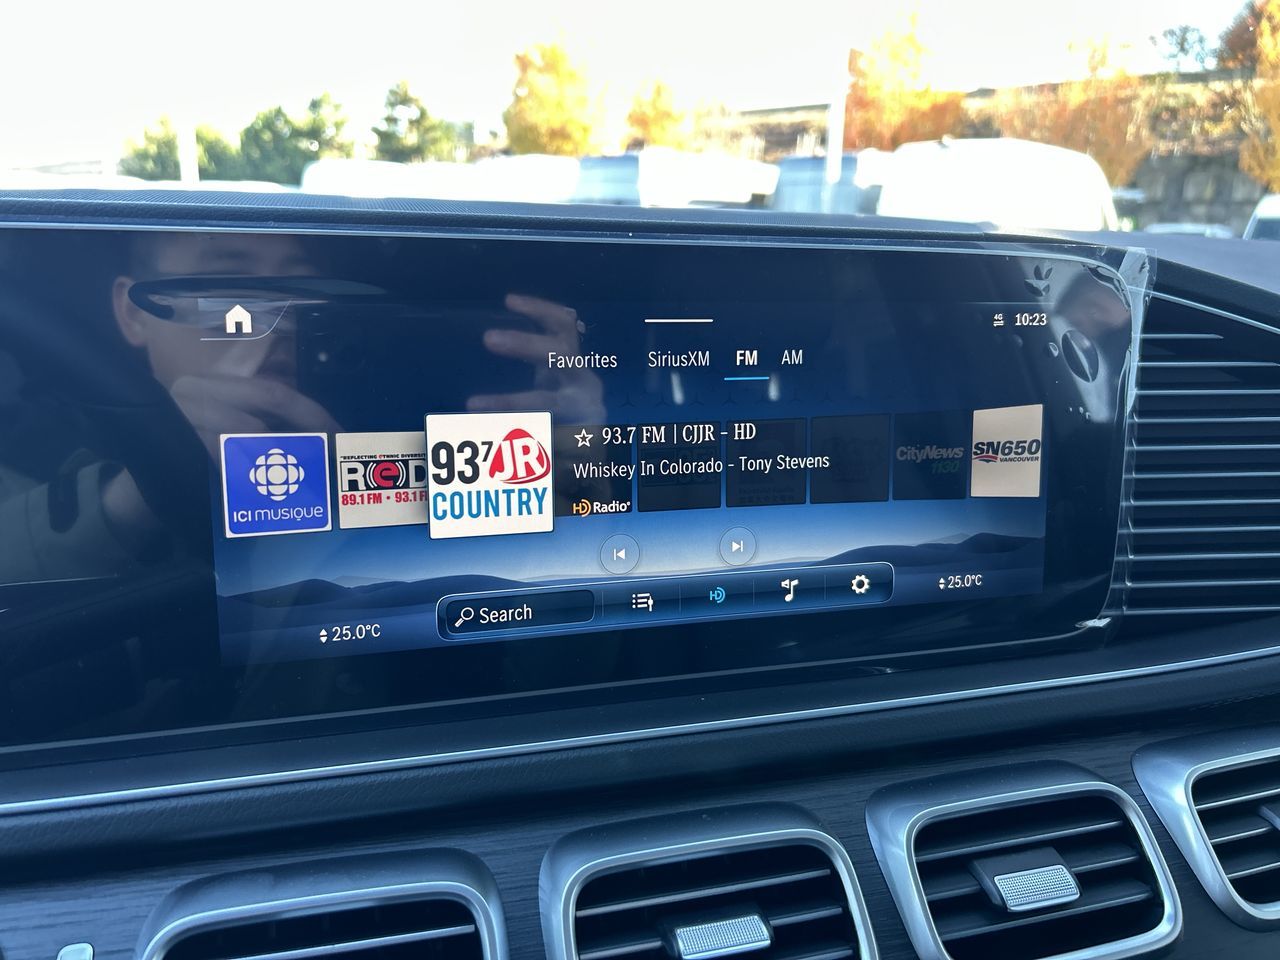 4G 10:23
Favorites SiriusXM FM AM
ICI musique
REFLECTING ETHNIC DIVERSITY
RED
89.1 FM • 93.1 F
93.7 JR
COUNTRY
93.7 FM | CJJR - HD
Whiskey In Colorado - Tony Stevens
HD Radio
CityNews
1130
SN650
VANCOUVER
25.0°C
Search
HD
25.0°C